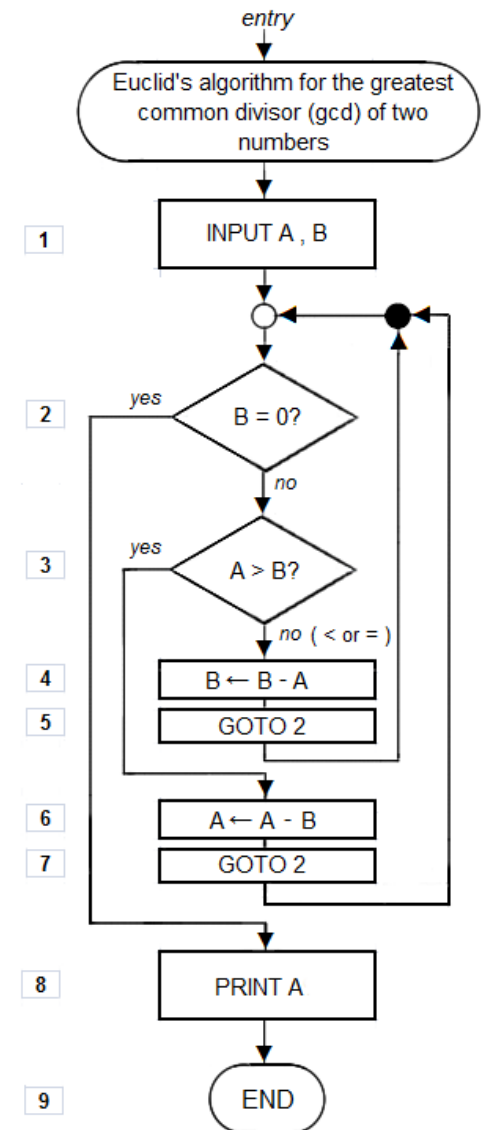 entry
Euclid's algorithm for the greatest
common divisor (gcd) of two
numbers
1
INPUT A , B
2
yes
B = 0?
no
3
yes
A > B?
no ( < or = )
4
B ← B - A
5
GOTO 2
6
A ← A - B
7
GOTO 2
8
PRINT A
9
END